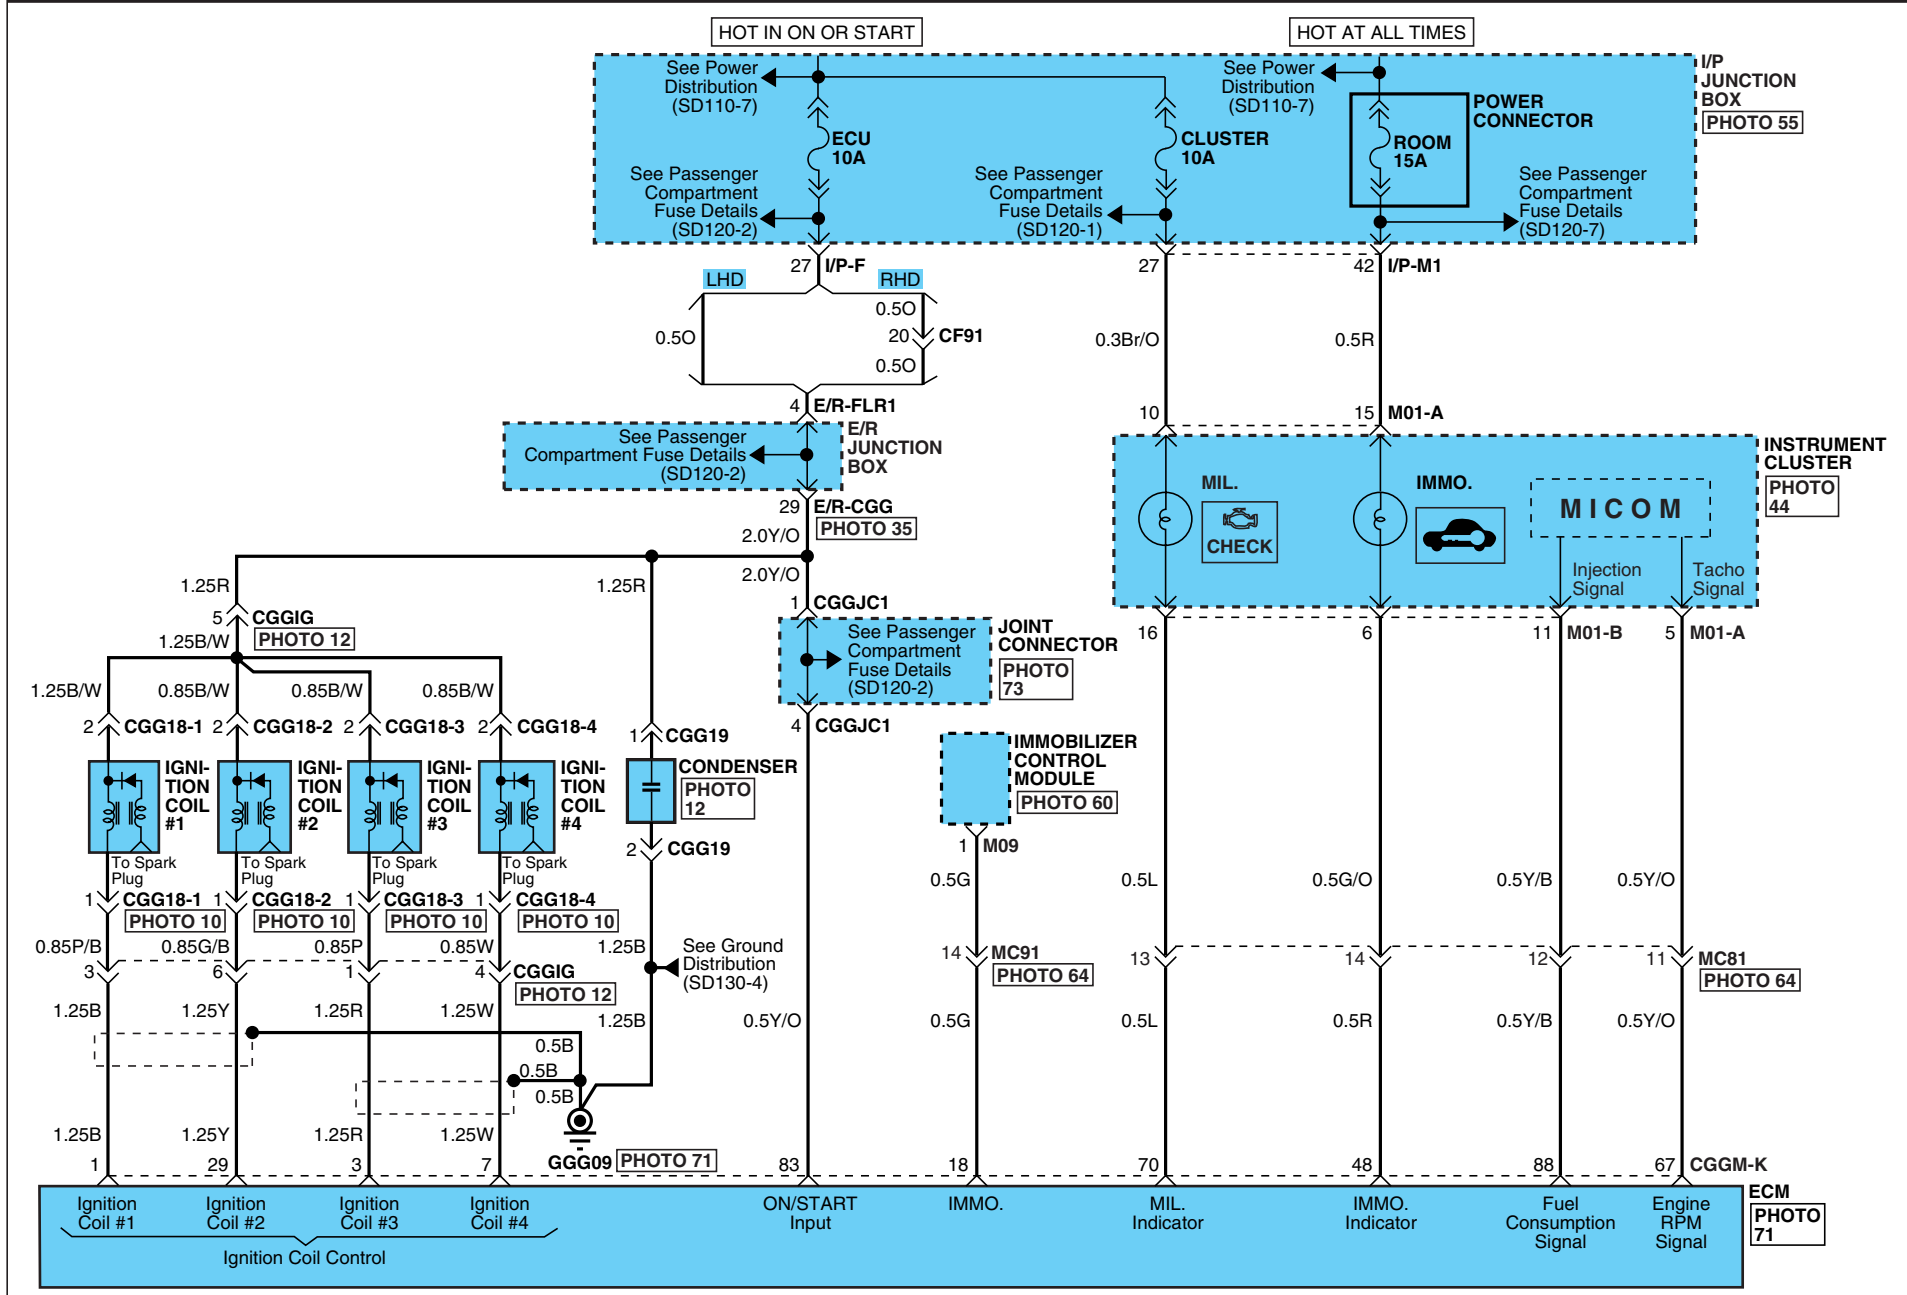 HOT IN ON OR START
HOT AT ALL TIMES
See Power
Distribution
(SD110-7)
See Power
Distribution
(SD110-7)
I/P
JUNCTION
BOX
PHOTO 55
POWER
CONNECTOR
ECU
10A
CLUSTER
10A
ROOM
15A
See Passenger
Compartment
Fuse Details
(SD120-2)
See Passenger
Compartment
Fuse Details
(SD120-1)
See Passenger
Compartment
Fuse Details
(SD120-7)
27 I/P-F
27
42 I/P-M1
LHD
RHD
0.5O
0.5O
20 CF91
0.5O
0.3Br/O
0.5R
4 E/R-FLR1
10
15 M01-A
See Passenger
Compartment Fuse Details
(SD120-2)
E/R
JUNCTION
BOX
INSTRUMENT
CLUSTER
PHOTO
44
MIL.
CHECK
IMMO.
MICOM
Injection
Signal
Tacho
Signal
29 E/R-CGG
PHOTO 35
2.0Y/O
2.0Y/O
1.25R
1.25R
5 CGGIG
PHOTO 12
1.25B/W
1 CGGJC1
See Passenger
Compartment
Fuse Details
(SD120-2)
JOINT
CONNECTOR
PHOTO
73
4 CGGJC1
16
6
11 M01-B
5 M01-A
1.25B/W
0.85B/W
0.85B/W
0.85B/W
2 CGG18-1
2 CGG18-2
2 CGG18-3
2 CGG18-4
1 CGG19
IGNI-
TION
COIL
#1
IGNI-
TION
COIL
#2
IGNI-
TION
COIL
#3
IGNI-
TION
COIL
#4
CONDENSER
PHOTO
12
IMMOBILIZER
CONTROL
MODULE
PHOTO 60
2 CGG19
1 M09
To Spark
Plug
To Spark
Plug
To Spark
Plug
To Spark
Plug
1 CGG18-1
PHOTO 10
1 CGG18-2
PHOTO 10
1 CGG18-3
PHOTO 10
1 CGG18-4
PHOTO 10
0.5G
0.5L
0.5G/O
0.5Y/B
0.5Y/O
0.85P/B
0.85G/B
0.85P
0.85W
1.25B
See Ground
Distribution
(SD130-4)
3
6
1
4 CGGIG
PHOTO 12
14 MC91
PHOTO 64
13
14
12
11 MC81
PHOTO 64
1.25B
1.25Y
1.25R
1.25W
1.25B
0.5Y/O
0.5G
0.5L
0.5R
0.5Y/B
0.5Y/O
0.5B
0.5B
0.5B
1.25B
1.25Y
1.25R
1.25W
GGG09 PHOTO 71
1
29
3
7
83
18
70
48
88
67 CGGM-K
Ignition
Coil #1
Ignition
Coil #2
Ignition
Coil #3
Ignition
Coil #4
Ignition Coil Control
ON/START
Input
IMMO.
MIL.
Indicator
IMMO.
Indicator
Fuel
Consumption
Signal
Engine
RPM
Signal
ECM
PHOTO
71